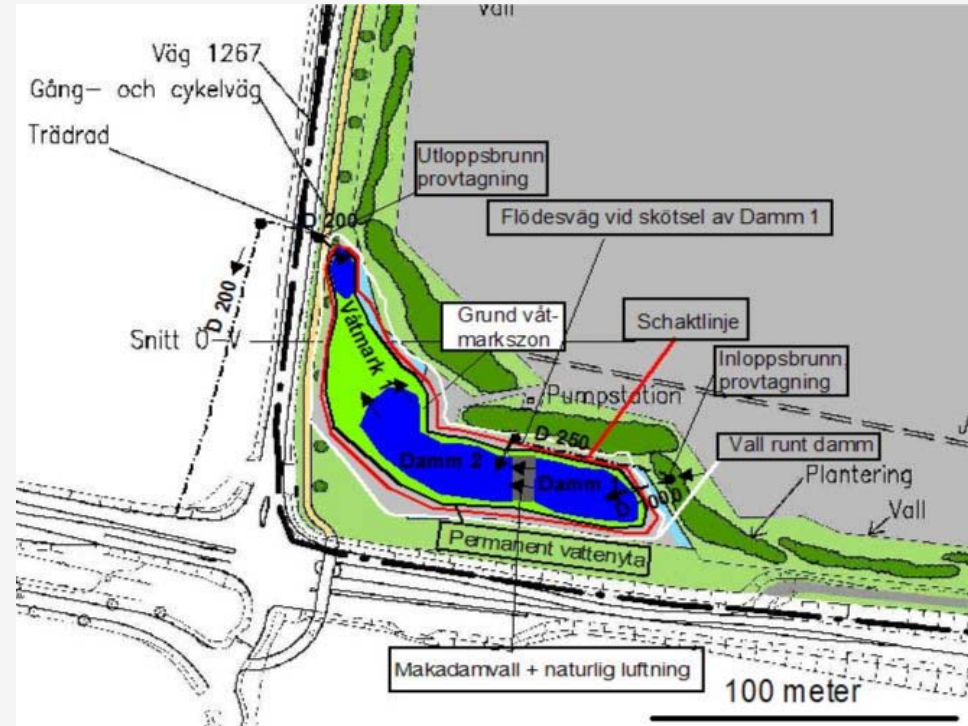 Vall
Väg 1267
Gång- och cykelväg
Trädrad
Utloppsbrunn
provtagning
D 200
Flödesväg vid skötsel av Damm 1
D 200
Snitt Ö-V
Våtmark
Grund våt-
markszon
Schaktlinje
Inloppsbrunn
provtagning
Pumpstation
D 250
Vall runt damm
Damm 2
Damm 1
Plantering
Vall
Permanent vattenyta
Makadamvall + naturlig luftning
100 meter